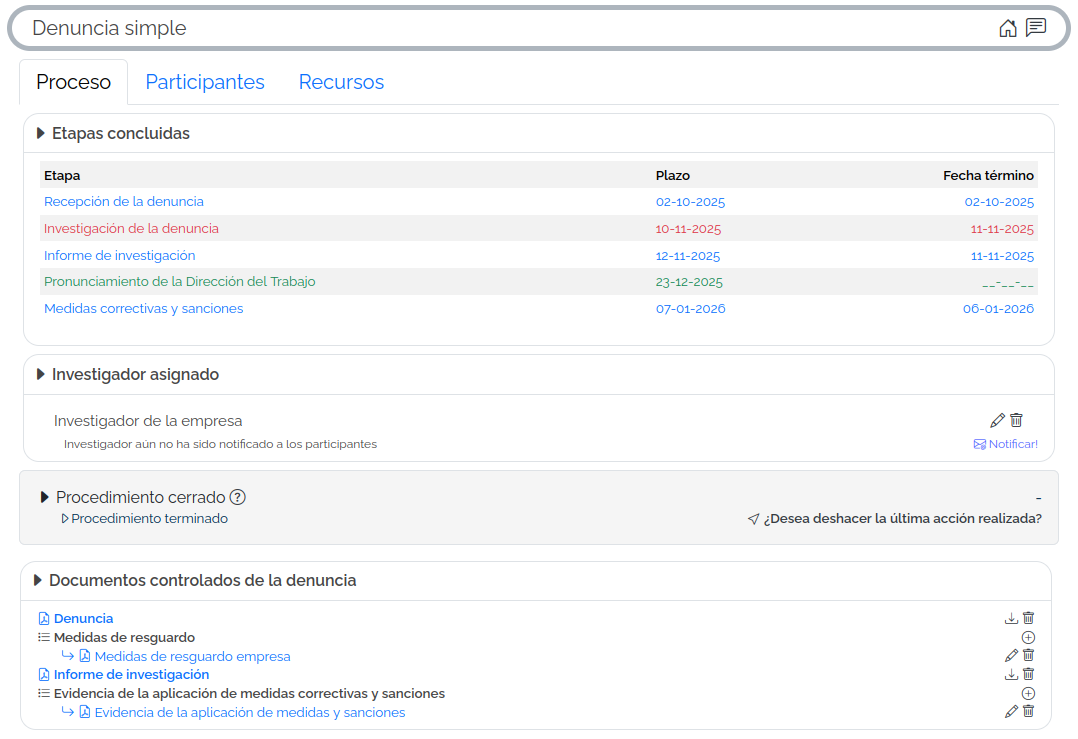 Denuncia simple
Proceso Participantes Recursos
Etapas concluidas
Etapa Plazo Fecha término
Recepción de la denuncia 02-10-2025 02-10-2025
Investigación de la denuncia 10-11-2025 11-11-2025
Informe de investigación 12-11-2025 11-11-2025
Pronunciamiento de la Dirección del Trabajo 23-12-2025 __-__-__
Medidas correctivas y sanciones 07-01-2026 06-01-2026
Investigador asignado
Investigador de la empresa
Investigador aún no ha sido notificado a los participantes Notificar!
Procedimiento cerrado ? -
Procedimiento terminado ¿Desea deshacer la última acción realizada?
Documentos controlados de la denuncia
Denuncia
Medidas de resguardo
Medidas de resguardo empresa
Informe de investigación
Evidencia de la aplicación de medidas correctivas y sanciones
Evidencia de la aplicación de medidas y sanciones